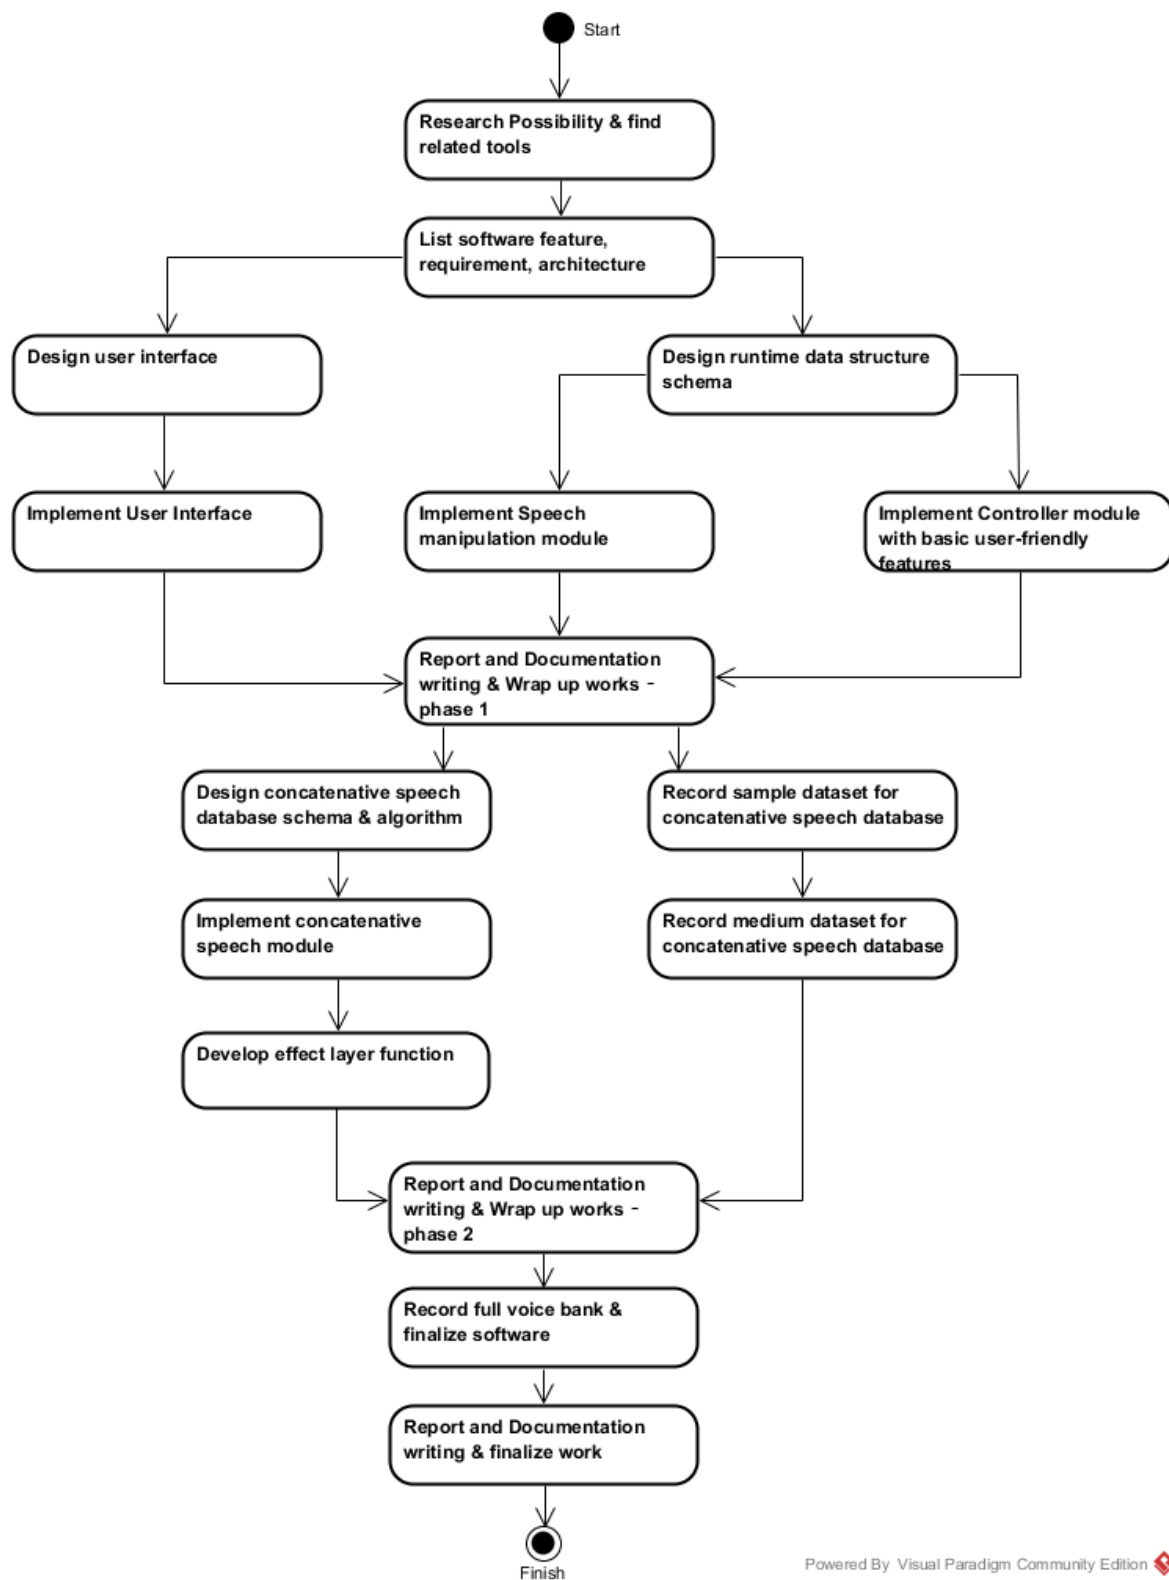 Start
Research Possibility & find
related tools
List software feature,
requirement, architecture
Design user interface
Design runtime data structure
schema
Implement User Interface
Implement Speech
manipulation module
Implement Controller module
with basic user-friendly
features
Report and Documentation
writing & Wrap up works -
phase 1
Design concatenative speech
database schema & algorithm
Record sample dataset for
concatenative speech database
Implement concatenative
speech module
Record medium dataset for
concatenative speech database
Develop effect layer function
Report and Documentation
writing & Wrap up works -
phase 2
Record full voice bank &
finalize software
Report and Documentation
writing & finalize work
Finish
Powered By Visual Paradigm Community Edition